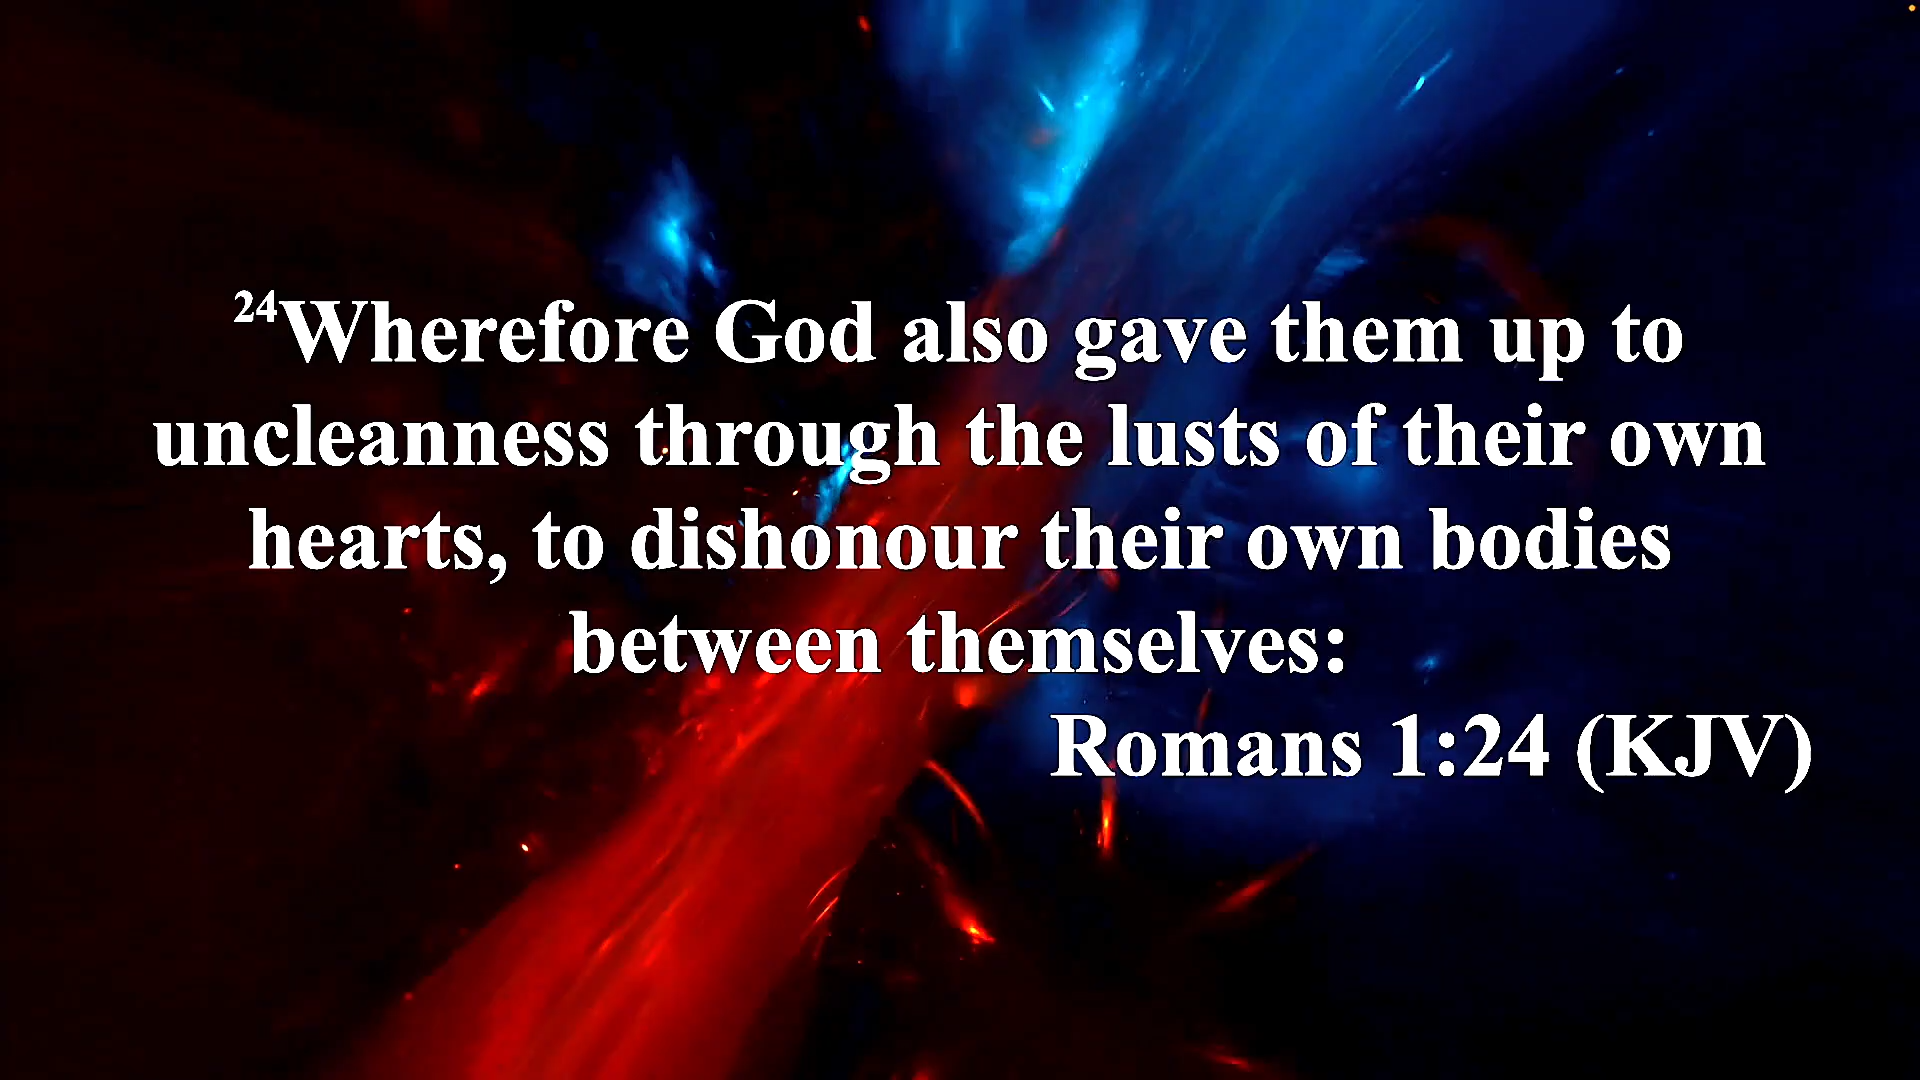 24Wherefore God also gave them up to
uncleanness through the lusts of their own
hearts, to dishonour their own bodies
between themselves:
Romans 1:24 (KJV)